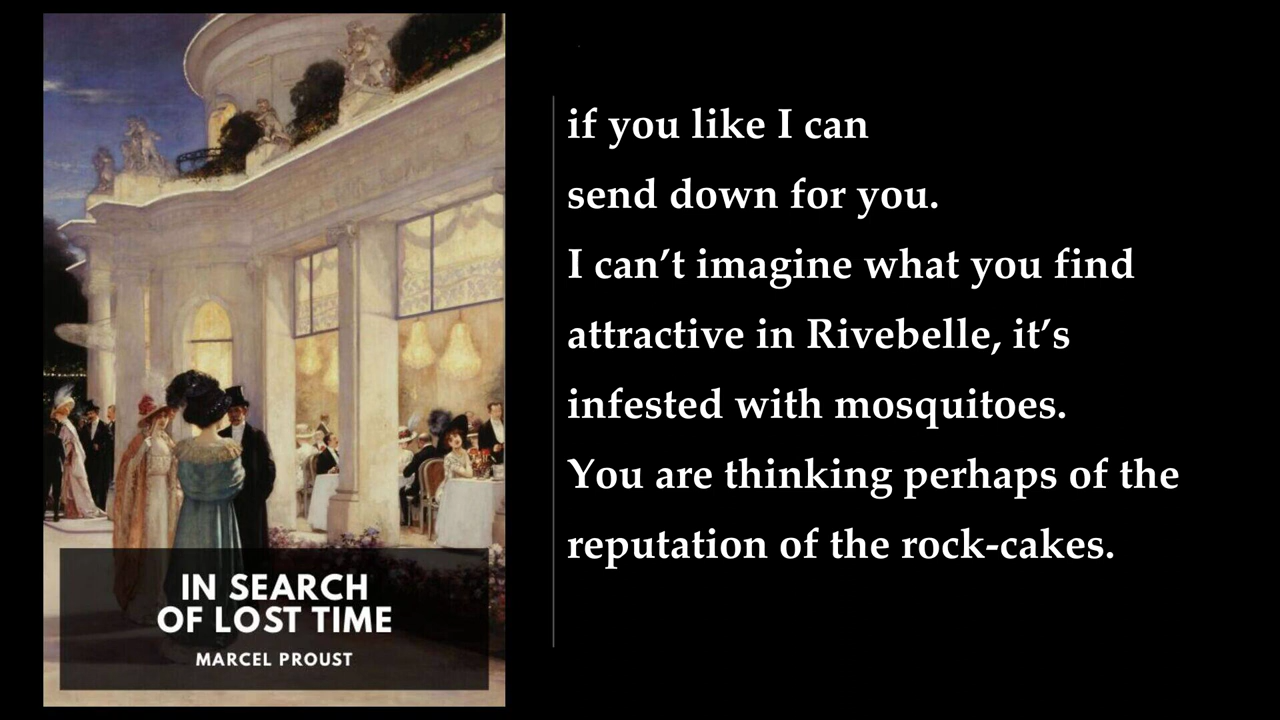 if you like I can
send down for you.
I can’t imagine what you find
attractive in Rivebelle, it’s
infested with mosquitoes.
You are thinking perhaps of the
reputation of the rock-cakes.
IN SEARCH
OF LOST TIME
MARCEL PROUST